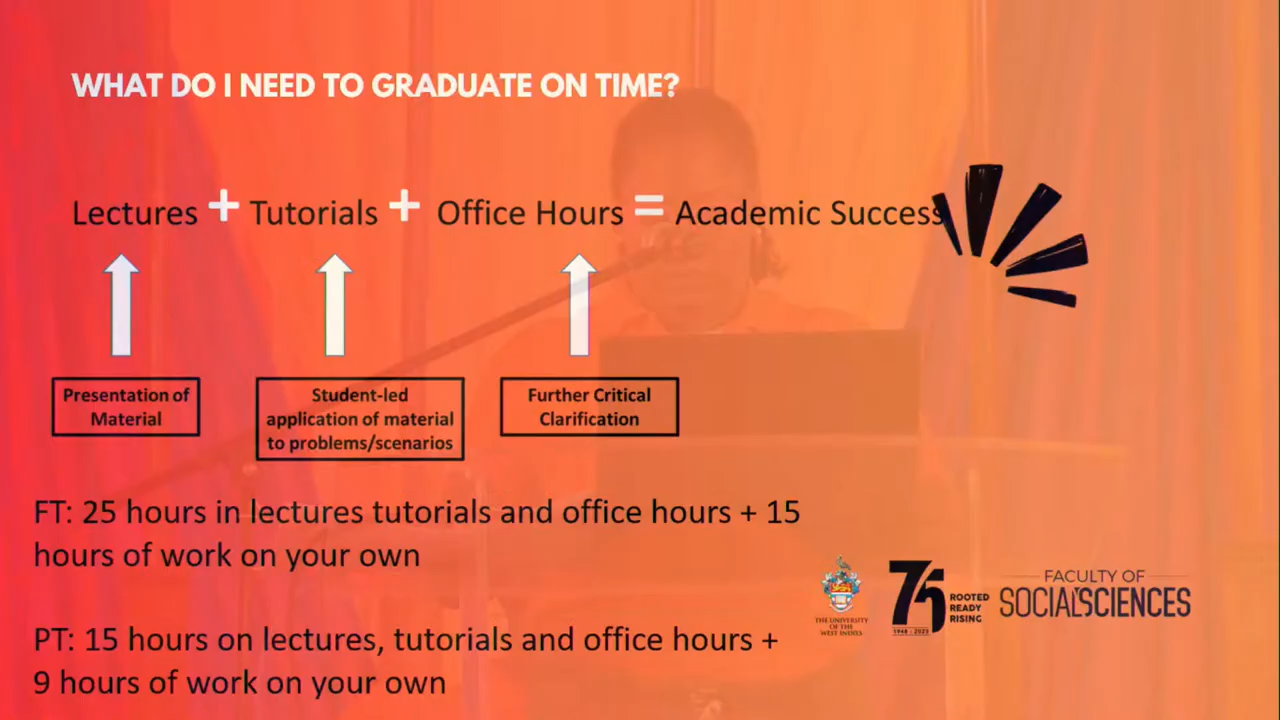 WHAT DO I NEED TO GRADUATE ON TIME?
Lectures + Tutorials + Office Hours = Academic Success
Presentation of
Material
Student-led
application of material
to problems/scenarios
Further Critical
Clarification
FT: 25 hours in lectures tutorials and office hours + 15
hours of work on your own
PT: 15 hours on lectures, tutorials and office hours +
9 hours of work on your own
THE UNIVERSITY
OF THE
WEST INDIES
75
1948 - 2023
ROOTED
READY
RISING
FACULTY OF
SOCIAL SCIENCES